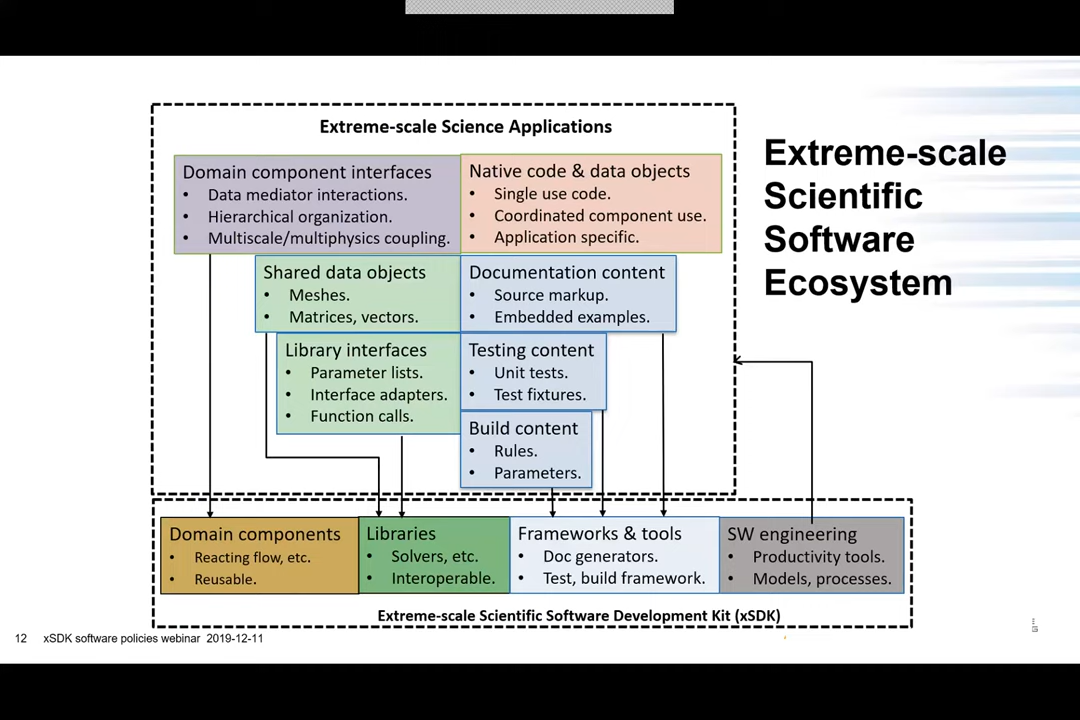 Extreme-scale Science Applications
Domain component interfaces
• Data mediator interactions.
• Hierarchical organization.
• Multiscale/multiphysics coupling.
Native code & data objects
• Single use code.
• Coordinated component use.
• Application specific.
Shared data objects
• Meshes.
• Matrices, vectors.
Documentation content
• Source markup.
• Embedded examples.
Library interfaces
• Parameter lists.
• Interface adapters.
• Function calls.
Testing content
• Unit tests.
• Test fixtures.
Build content
• Rules.
• Parameters.
Extreme-scale
Scientific
Software
Ecosystem
Domain components
• Reacting flow, etc.
• Reusable.
Libraries
• Solvers, etc.
• Interoperable.
Frameworks & tools
• Doc generators.
• Test, build framework.
SW engineering
• Productivity tools.
• Models, processes.
Extreme-scale Scientific Software Development Kit (xSDK)
12 xSDK software policies webinar 2019-12-11